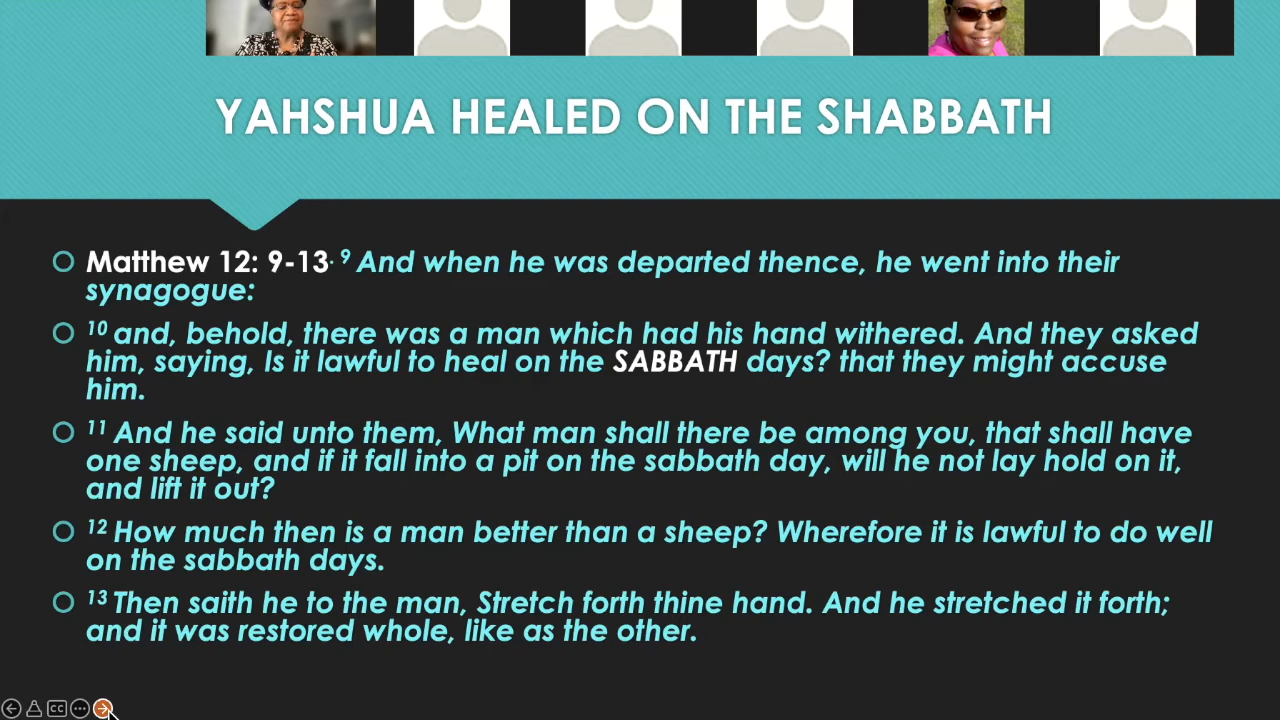 YAHSHUA HEALED ON THE SHABBATH
Matthew 12: 9-13. 9 And when he was departed thence, he went into their
synagogue:
10 and, behold, there was a man which had his hand withered. And they asked
him, saying, Is it lawful to heal on the SABBATH days? that they might accuse
him.
11 And he said unto them, What man shall there be among you, that shall have
one sheep, and if it fall into a pit on the sabbath day, will he not lay hold on it,
and lift it out?
12 How much then is a man better than a sheep? Wherefore it is lawful to do well
on the sabbath days.
13 Then saith he to the man, Stretch forth thine hand. And he stretched it forth;
and it was restored whole, like as the other.
CC